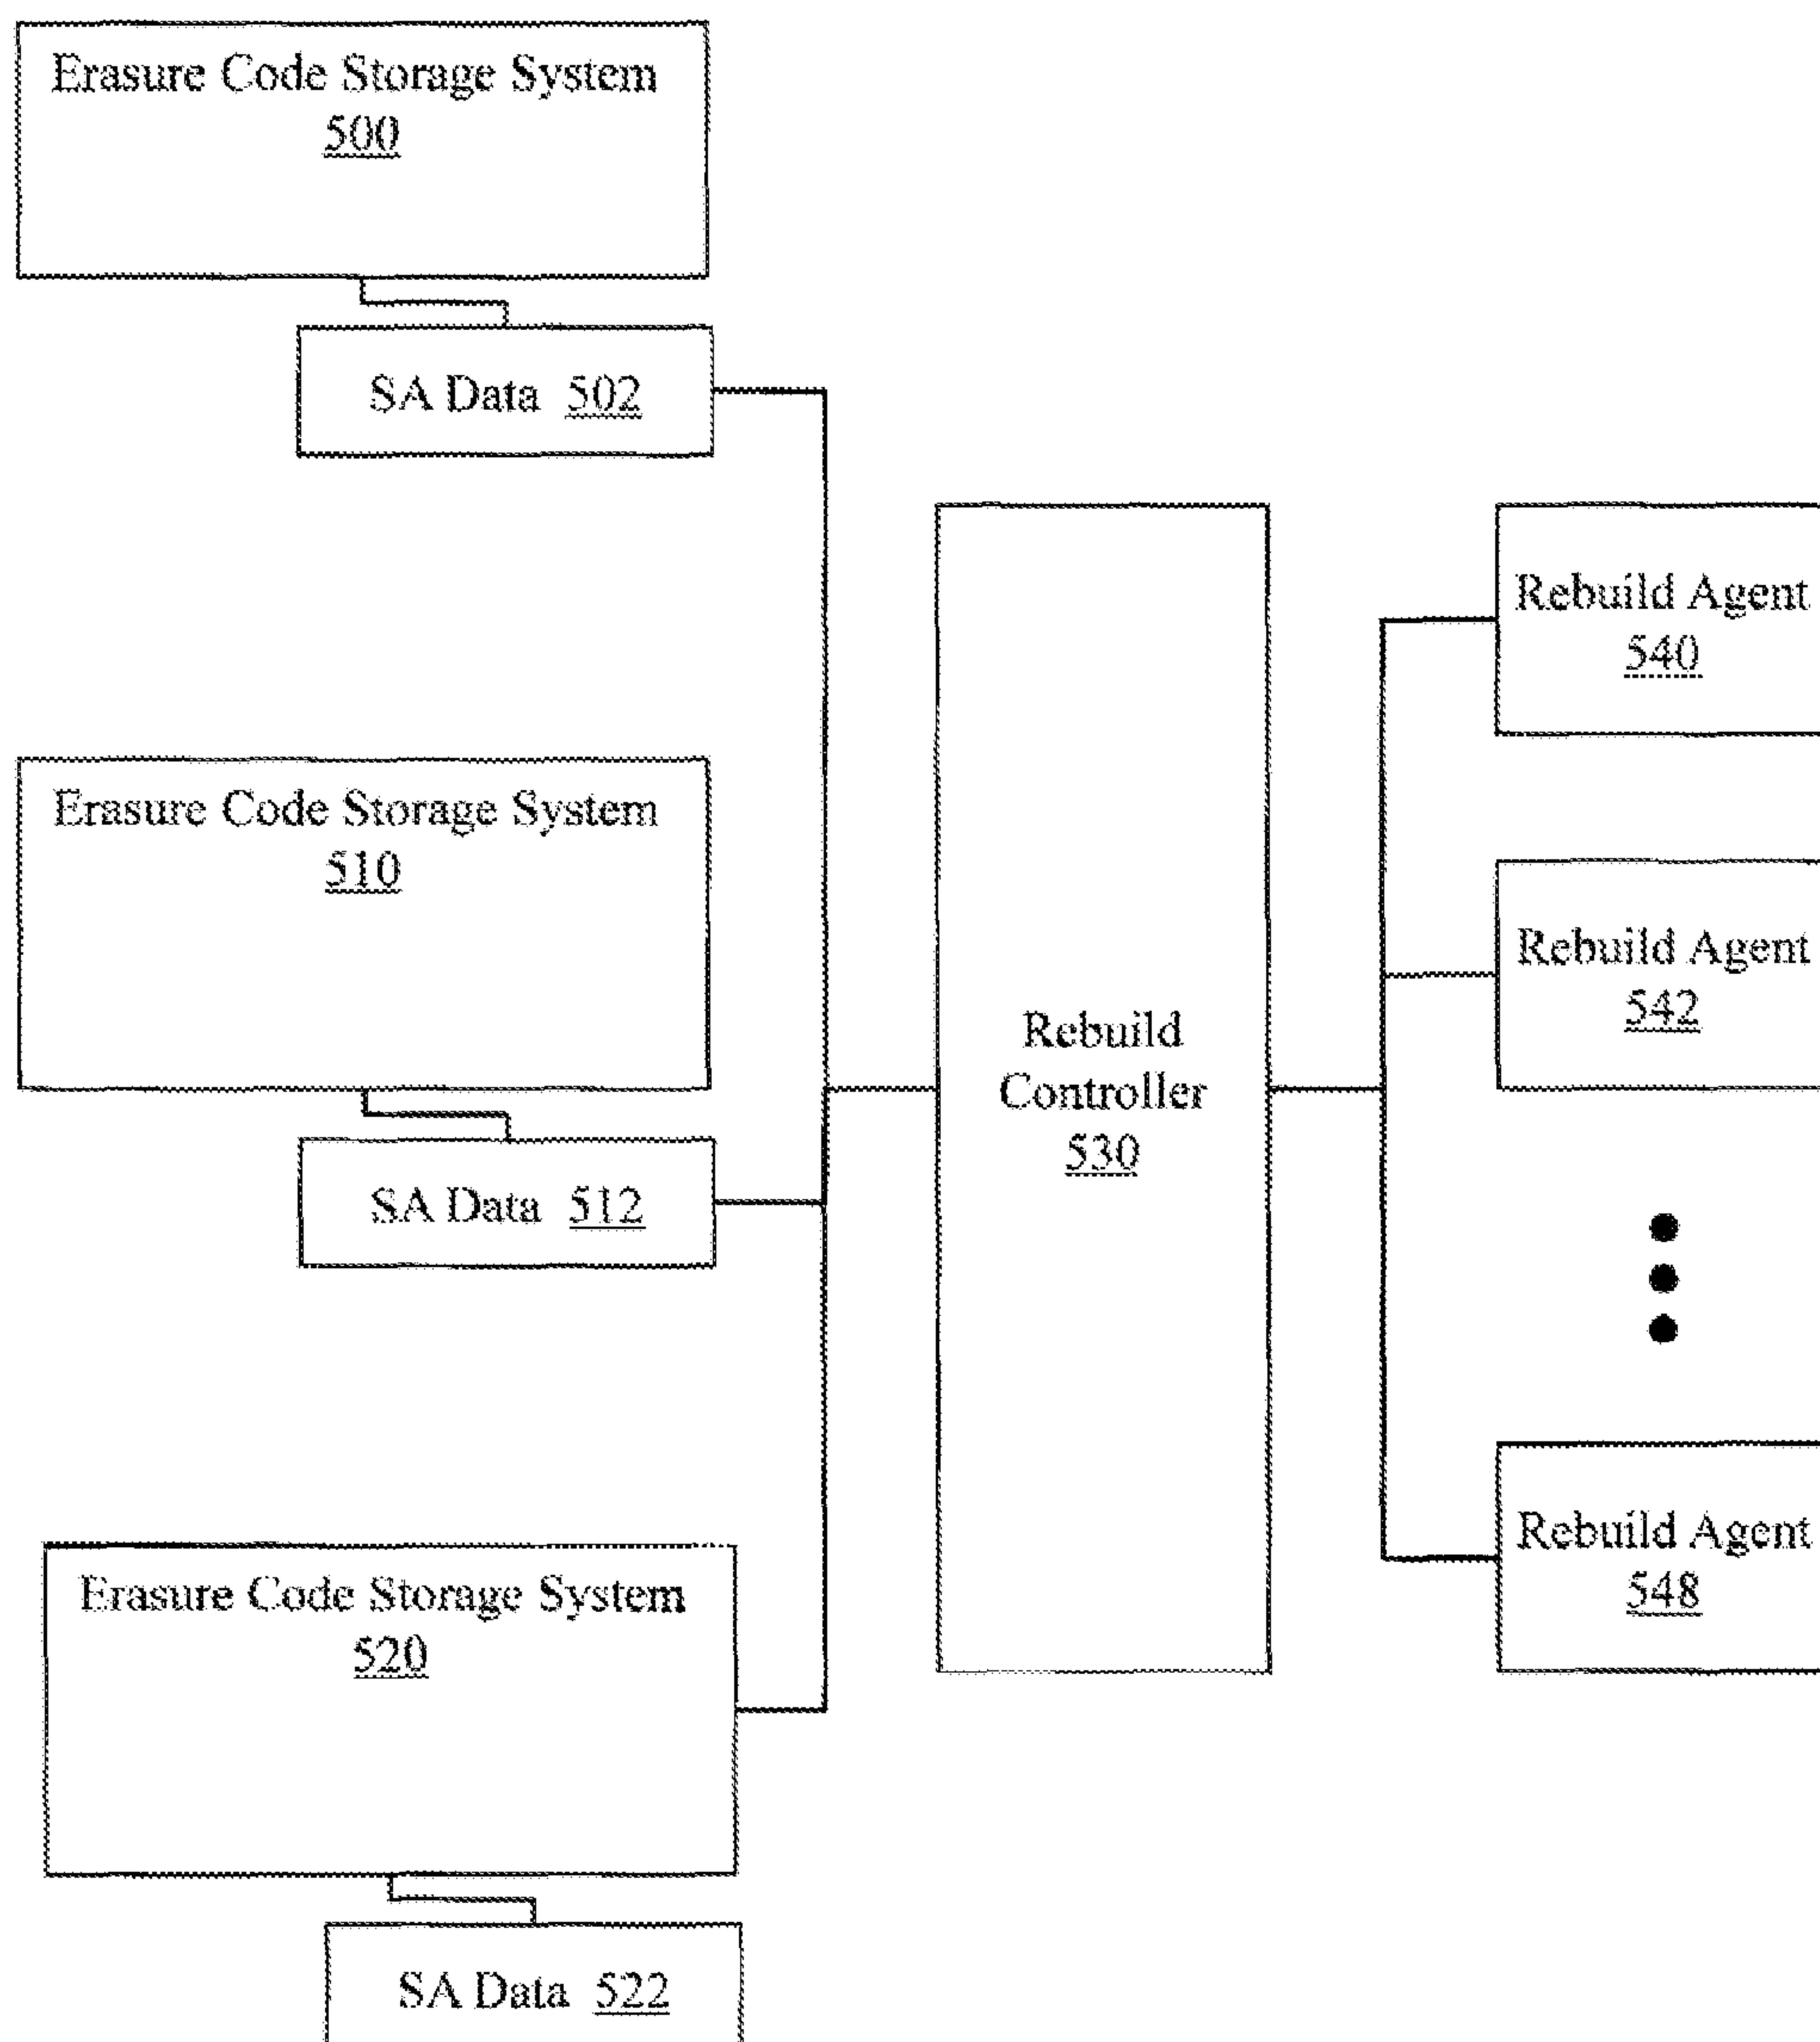 Erasure Code Storage System
500
SA Data 502
Erasure Code Storage System
510
SA Data 512
Erasure Code Storage System
520
SA Data 522
Rebuild
Controller
530
Rebuild Agent
540
Rebuild Agent
542
Rebuild Agent
548